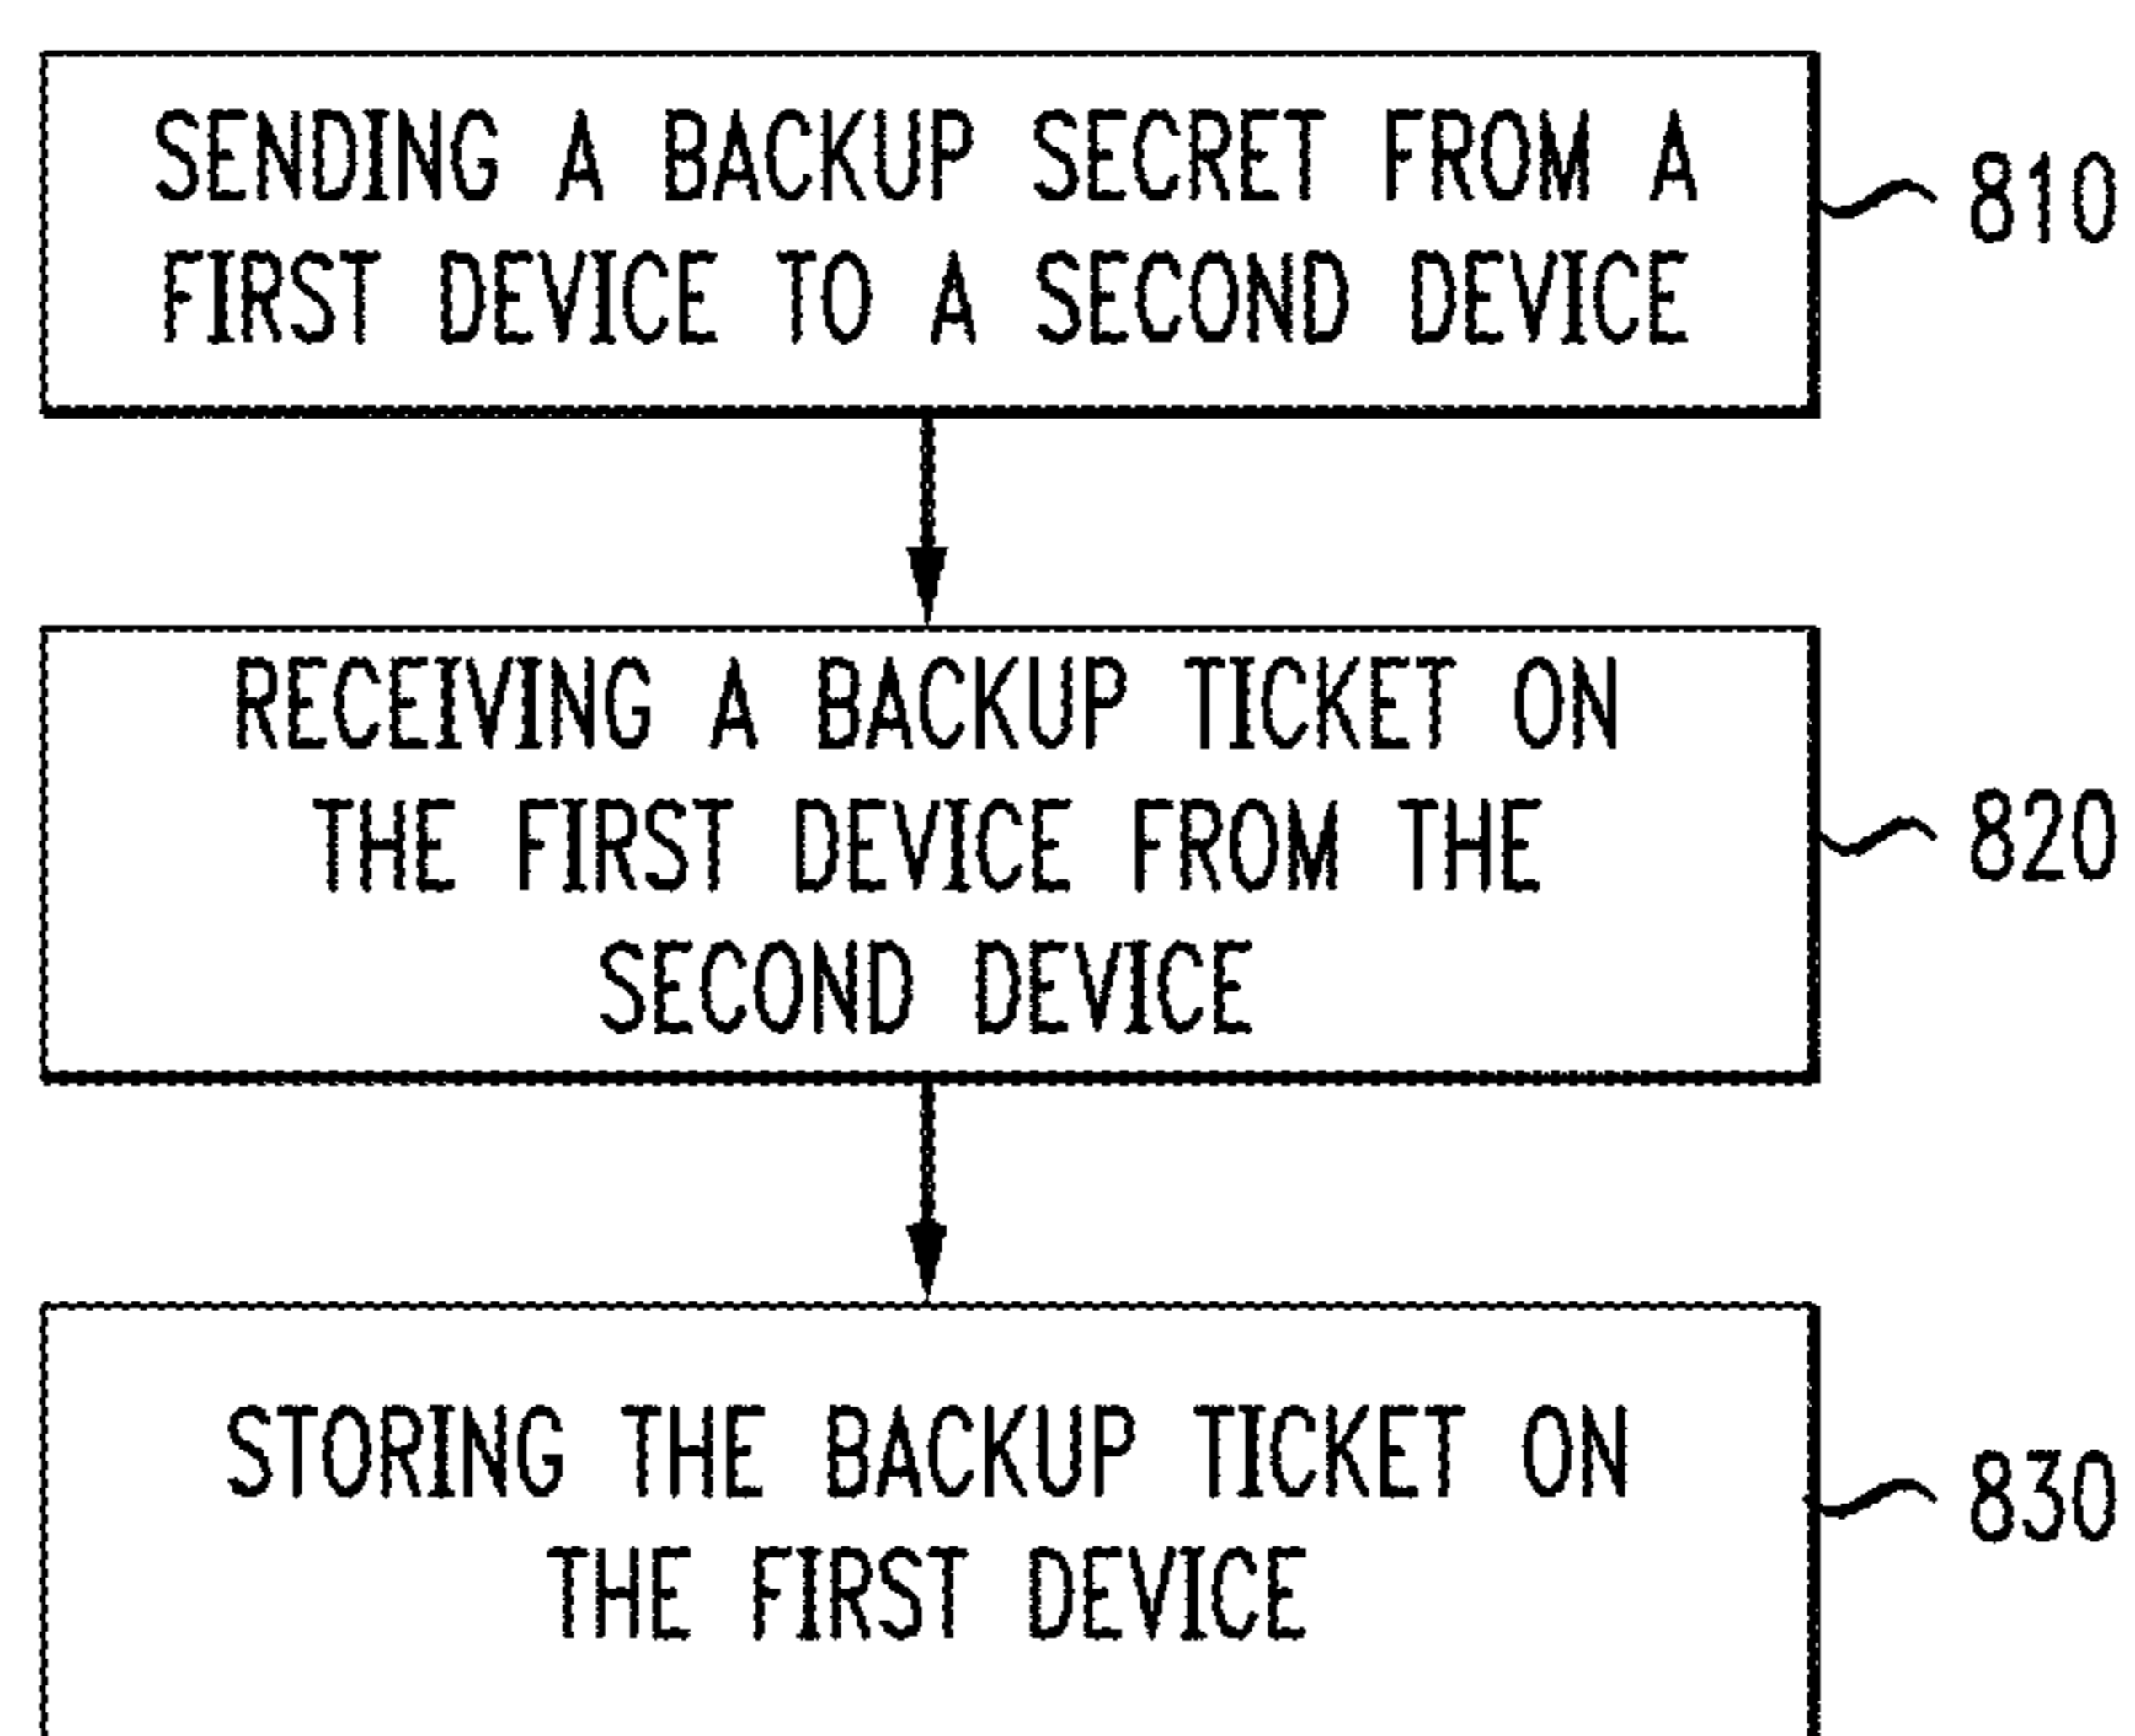 SENDING A BACKUP SECRET FROM A
FIRST DEVICE TO A SECOND DEVICE
810
RECEIVING A BACKUP TICKET ON
THE FIRST DEVICE FROM THE
SECOND DEVICE
820
STORING THE BACKUP TICKET ON
THE FIRST DEVICE
830